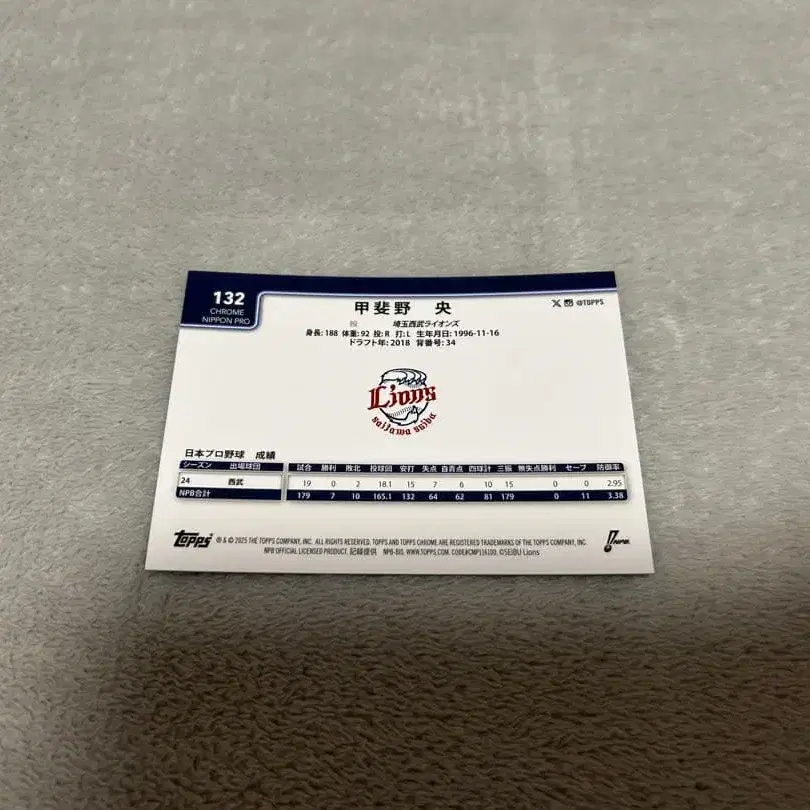 132
CHROME
NIPPON PRO
甲斐野 央
@TOPPS
投 埼玉西武ライオンズ
身長: 188 体重: 92 投: R 打: L 生年月日: 1996-11-16
ドラフト年: 2018 背番号: 34
Lions
saitama seibu
日本プロ野球 成績
シーズン 出場球団 試合 勝利 敗北 投球回 安打 失点 自責点 四球計 三振 無失点勝利 セーブ 防御率
24 西武 19 0 2 18.1 15 7 6 10 15 0 0 2.95
NPB合計 179 7 10 165.1 132 64 62 81 179 0 11 3.38
Topps ® & © 2025 THE TOPPS COMPANY, INC. ALL RIGHTS RESERVED. TOPPS AND TOPPS CHROME ARE REGISTERED TRADEMARKS OF THE TOPPS COMPANY, INC.
NPB OFFICIAL LICENSED PRODUCT. 記録提供 NPB-BIS. WWW.TOPPS.COM. CODE#CMP116100. ©SEIBU Lions
NPB